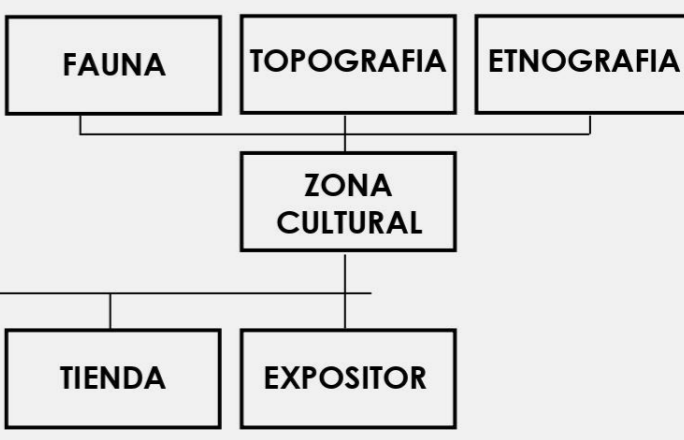 FAUNA
TOPOGRAFIA
ETNOGRAFIA
ZONA
CULTURAL
TIENDA
EXPOSITOR